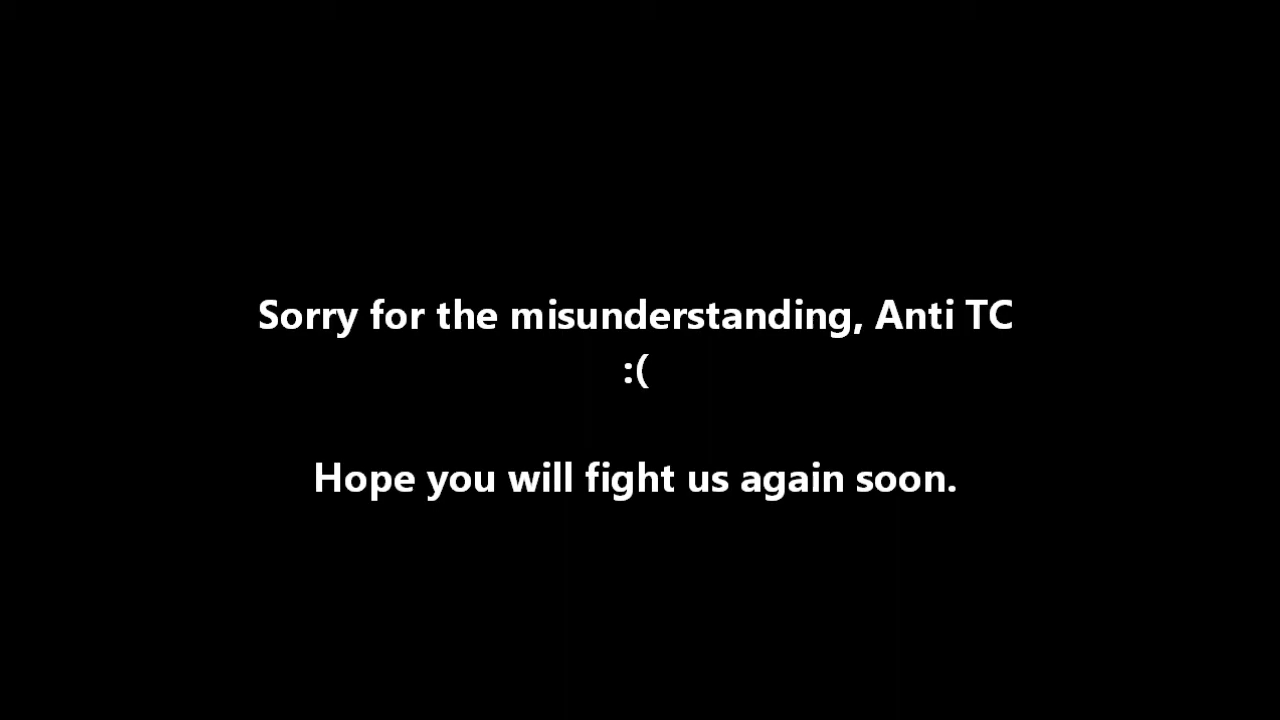 Sorry for the misunderstanding, Anti TC
:(
Hope you will fight us again soon.